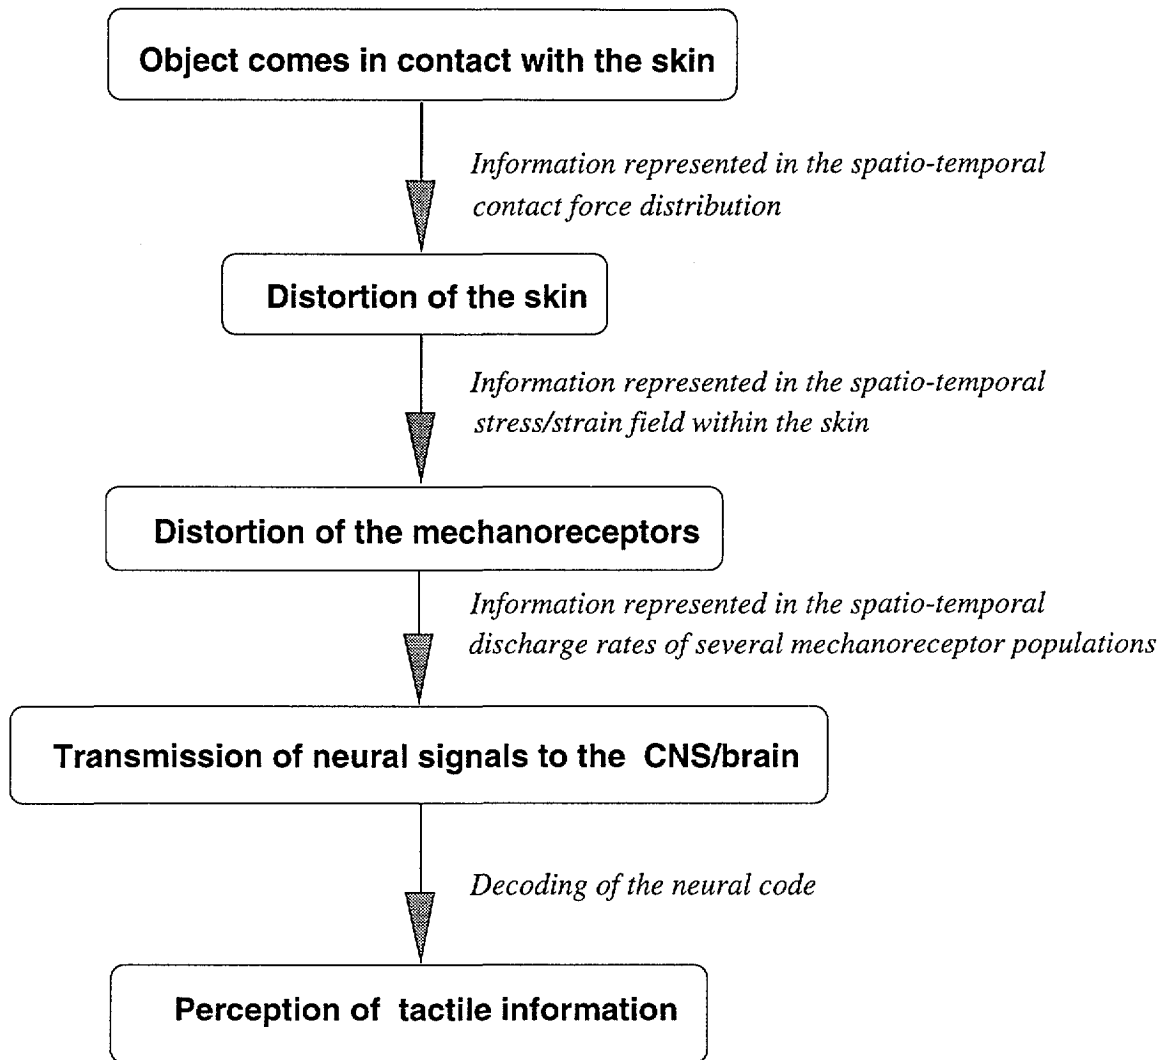 Object comes in contact with the skin
Information represented in the spatio-temporal
contact force distribution
Distortion of the skin
Information represented in the spatio-temporal
stress/strain field within the skin
Distortion of the mechanoreceptors
Information represented in the spatio-temporal
discharge rates of several mechanoreceptor populations
Transmission of neural signals to the CNS/brain
Decoding of the neural code
Perception of tactile information